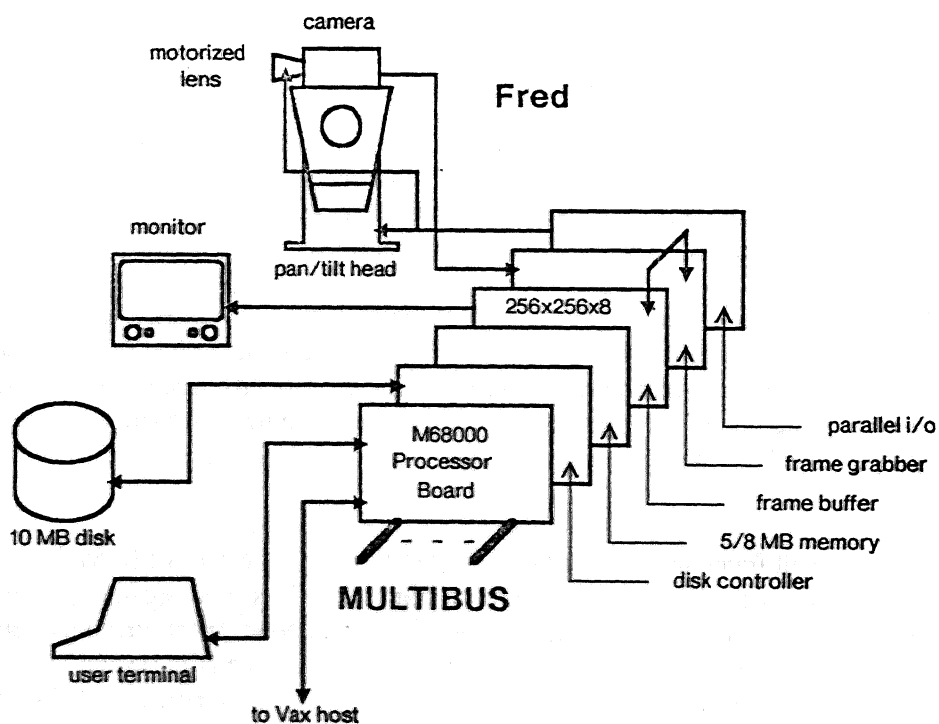 camera
motorized
lens
Fred
monitor
pan/tilt head
256x256x8
M68000
Processor
Board
parallel i/o
frame grabber
frame buffer
5/8 MB memory
disk controller
10 MB disk
MULTIBUS
user terminal
to Vax host